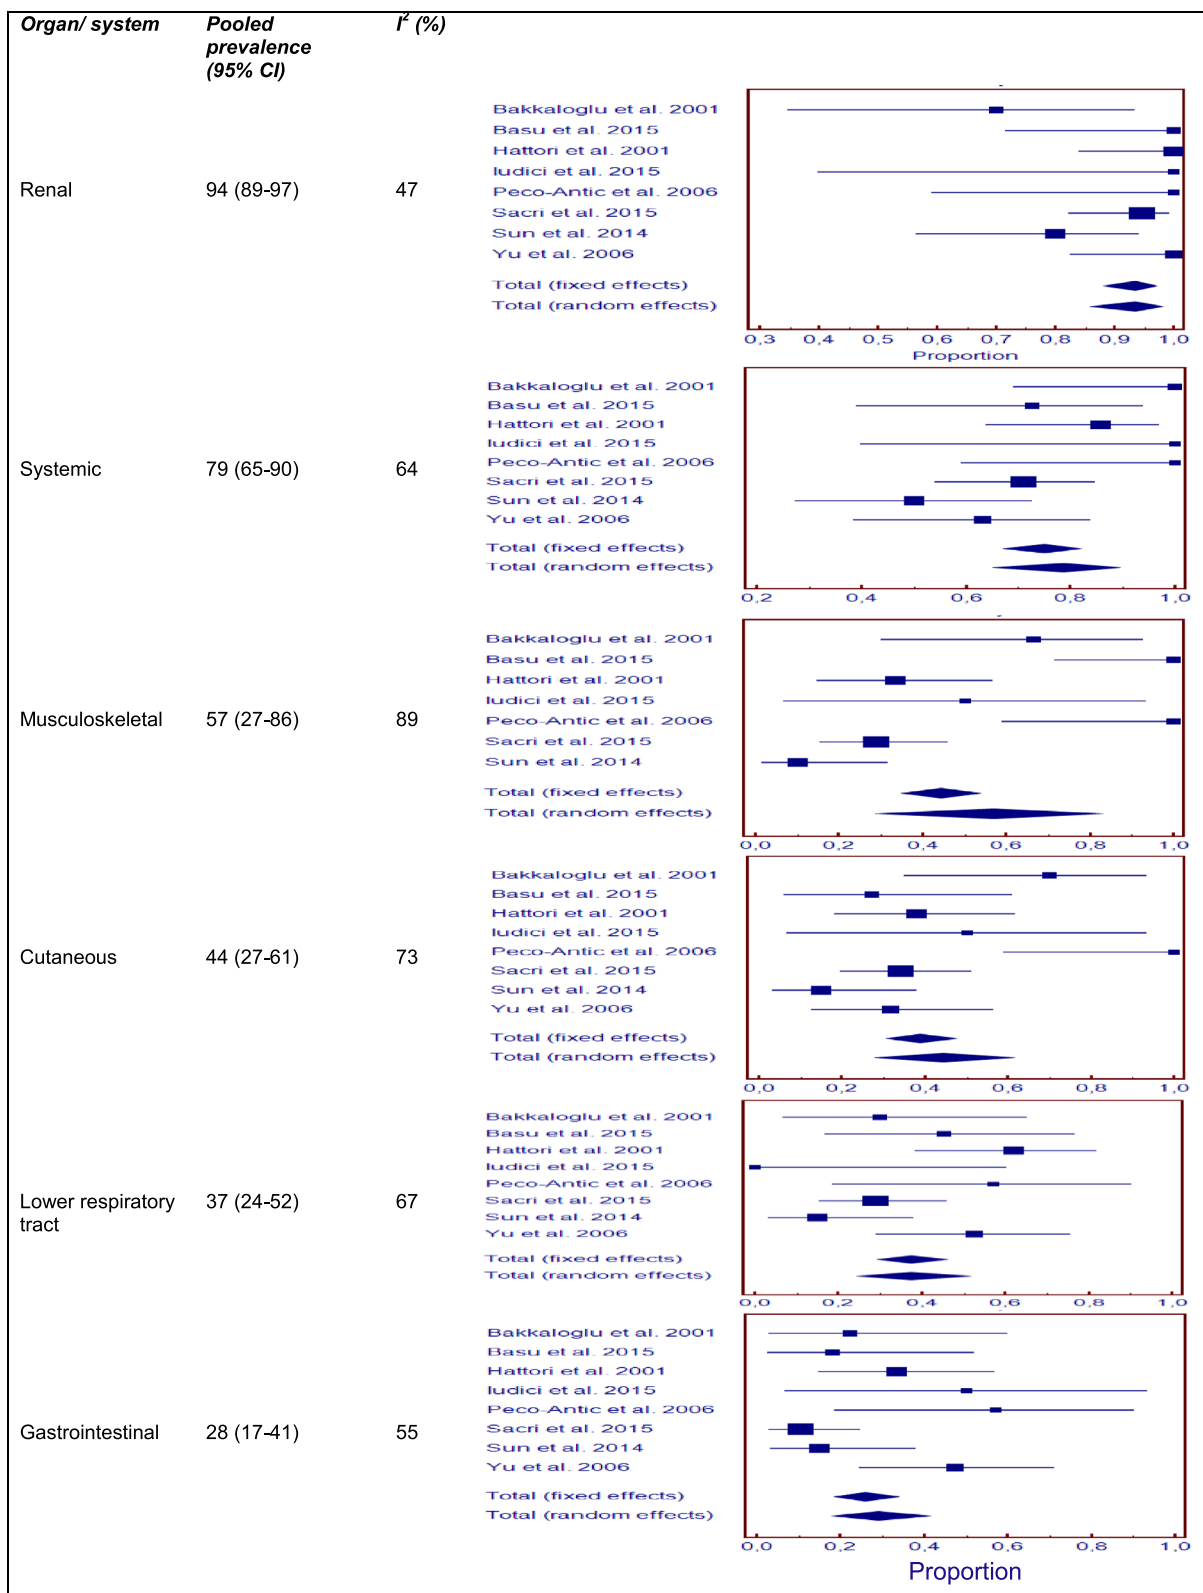 Organ/ system Pooled prevalence (95% CI) I² (%)
Renal 94 (89-97) 47
Bakkaloglu et al. 2001
Basu et al. 2015
Hattori et al. 2001
Iudici et al. 2015
Peco-Antic et al. 2006
Sacri et al. 2015
Sun et al. 2014
Yu et al. 2006
Total (fixed effects)
Total (random effects)
0,3 0,4 0,5 0,6 0,7 0,8 0,9 1,0
Proportion
Systemic 79 (65-90) 64
Bakkaloglu et al. 2001
Basu et al. 2015
Hattori et al. 2001
Iudici et al. 2015
Peco-Antic et al. 2006
Sacri et al. 2015
Sun et al. 2014
Yu et al. 2006
Total (fixed effects)
Total (random effects)
0,2 0,4 0,6 0,8 1,0
Musculoskeletal 57 (27-86) 89
Bakkaloglu et al. 2001
Basu et al. 2015
Hattori et al. 2001
Iudici et al. 2015
Peco-Antic et al. 2006
Sacri et al. 2015
Sun et al. 2014
Total (fixed effects)
Total (random effects)
0,0 0,2 0,4 0,6 0,8 1,0
Cutaneous 44 (27-61) 73
Bakkaloglu et al. 2001
Basu et al. 2015
Hattori et al. 2001
Iudici et al. 2015
Peco-Antic et al. 2006
Sacri et al. 2015
Sun et al. 2014
Yu et al. 2006
Total (fixed effects)
Total (random effects)
0,0 0,2 0,4 0,6 0,8 1,0
Lower respiratory tract 37 (24-52) 67
Bakkaloglu et al. 2001
Basu et al. 2015
Hattori et al. 2001
Iudici et al. 2015
Peco-Antic et al. 2006
Sacri et al. 2015
Sun et al. 2014
Yu et al. 2006
Total (fixed effects)
Total (random effects)
0,0 0,2 0,4 0,6 0,8 1,0
Gastrointestinal 28 (17-41) 55
Bakkaloglu et al. 2001
Basu et al. 2015
Hattori et al. 2001
Iudici et al. 2015
Peco-Antic et al. 2006
Sacri et al. 2015
Sun et al. 2014
Yu et al. 2006
Total (fixed effects)
Total (random effects)
0,0 0,2 0,4 0,6 0,8 1,0
Proportion